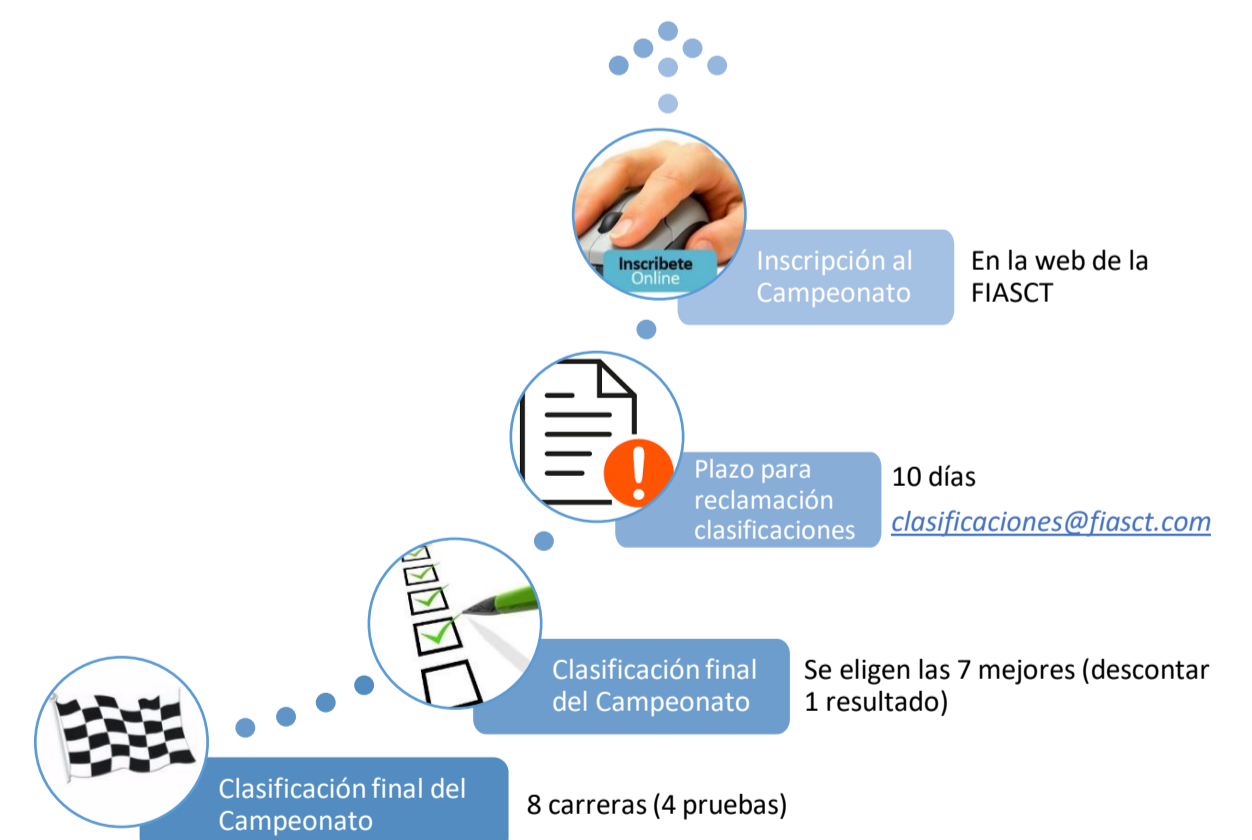 Inscribete
Online
Inscripción al
Campeonato
En la web de la
FIASCT
Plazo para
reclamación
clasificaciones
10 días
clasificaciones@fiasct.com
Clasificación final
del Campeonato
Se eligen las 7 mejores (descontar
1 resultado)
Clasificación final del
Campeonato
8 carreras (4 pruebas)